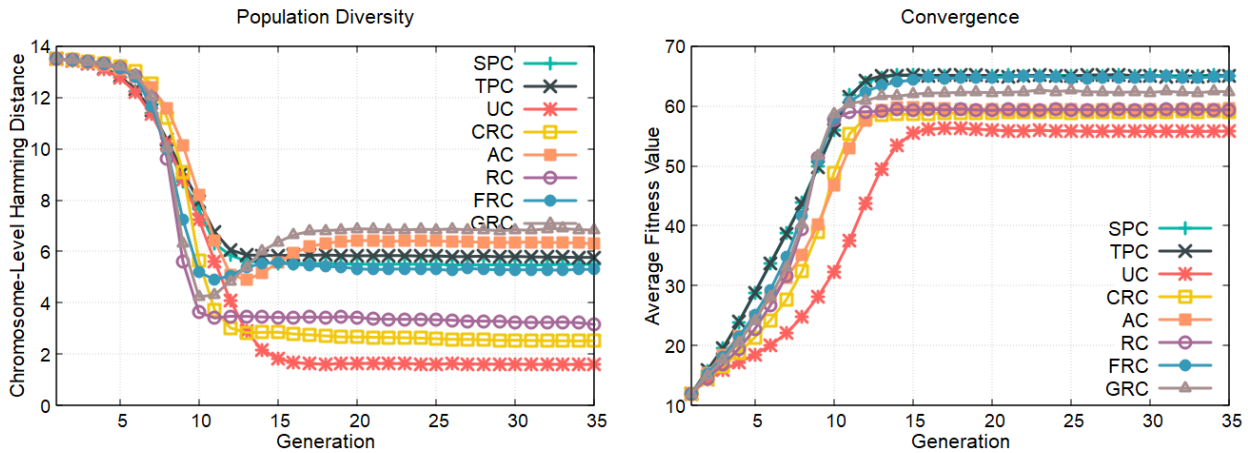 Population Diversity
Chromosome-Level Hamming Distance
14
12
10
8
6
4
2
0
5
10
15
20
25
30
35
Generation
SPC
TPC
UC
CRC
AC
RC
FRC
GRC
Convergence
Average Fitness Value
70
60
50
40
30
20
10
5
10
15
20
25
30
35
Generation
SPC
TPC
UC
CRC
AC
RC
FRC
GRC